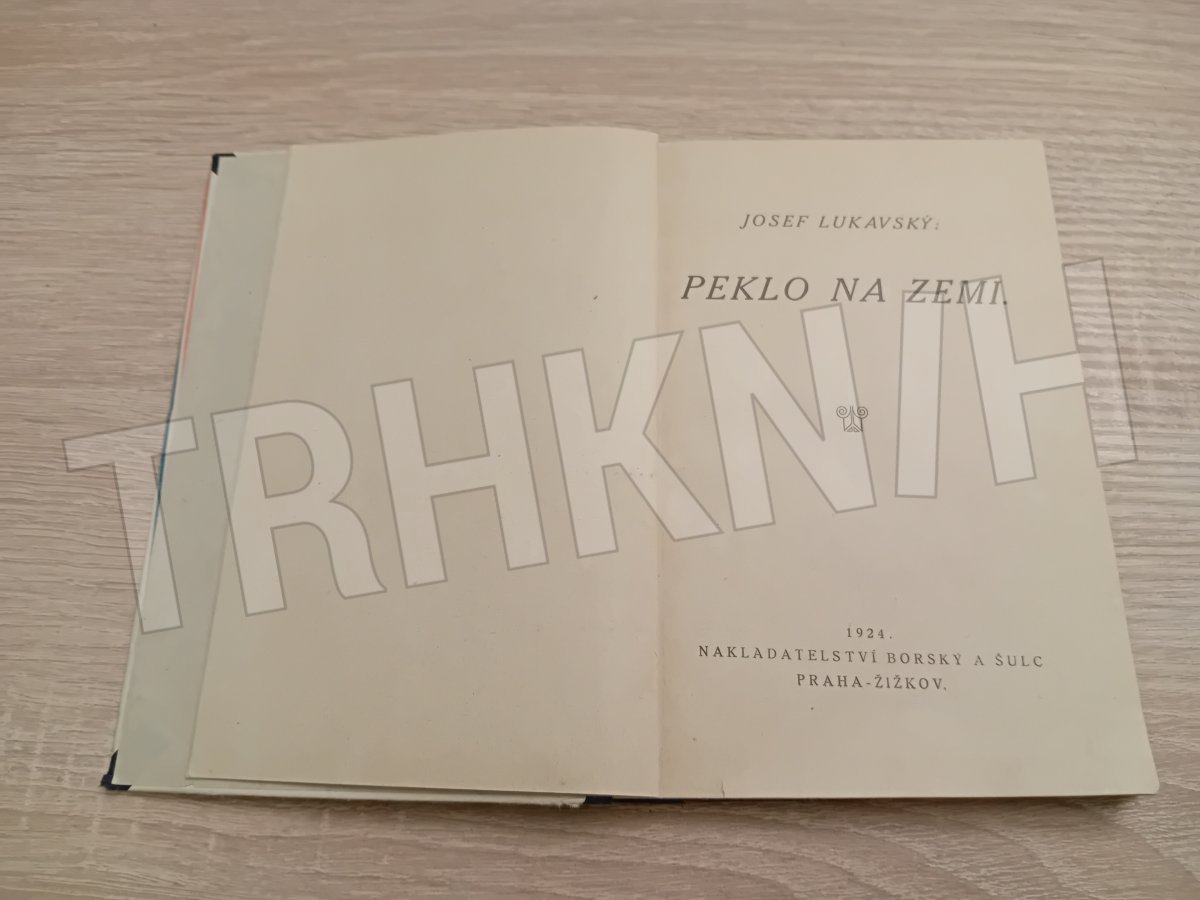 JOSEF LUKAVSKÝ:
PEKLO NA ZEMI.
TRHKNIH
1924.
NAKLADATELSTVÍ BORSKÝ A ŠULC
PRAHA-ŽIŽKOV.